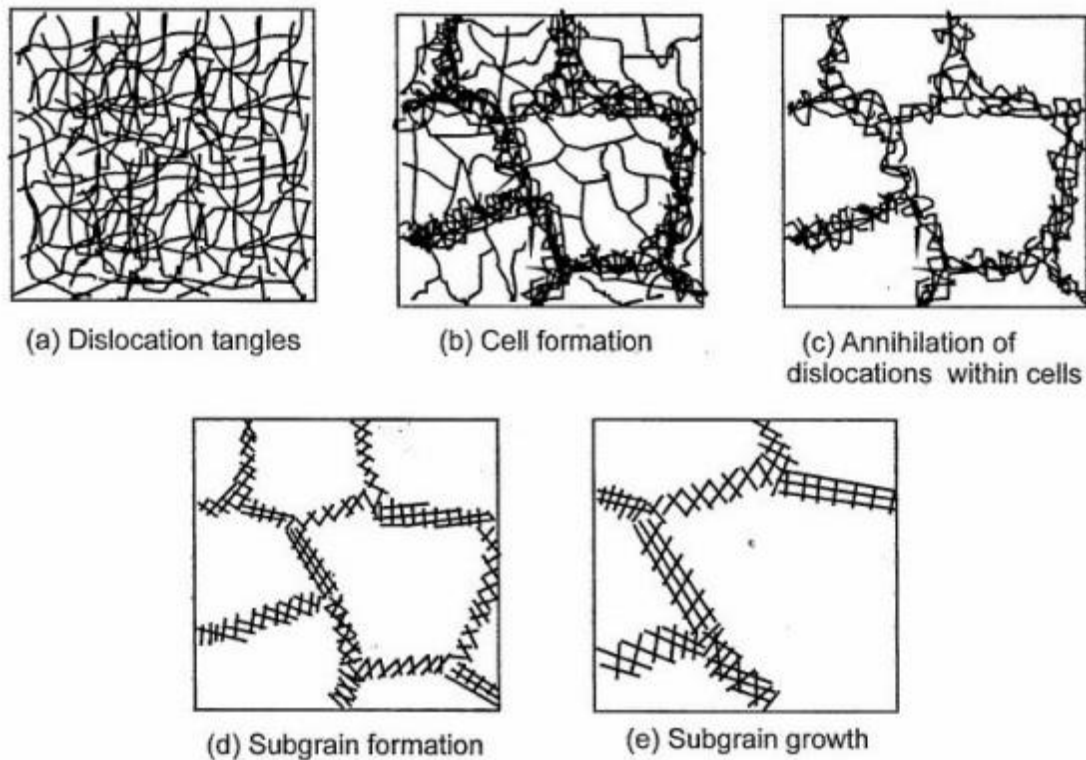 (a) Dislocation tangles
(b) Cell formation
(c) Annihilation of
dislocations within cells
(d) Subgrain formation
(e) Subgrain growth